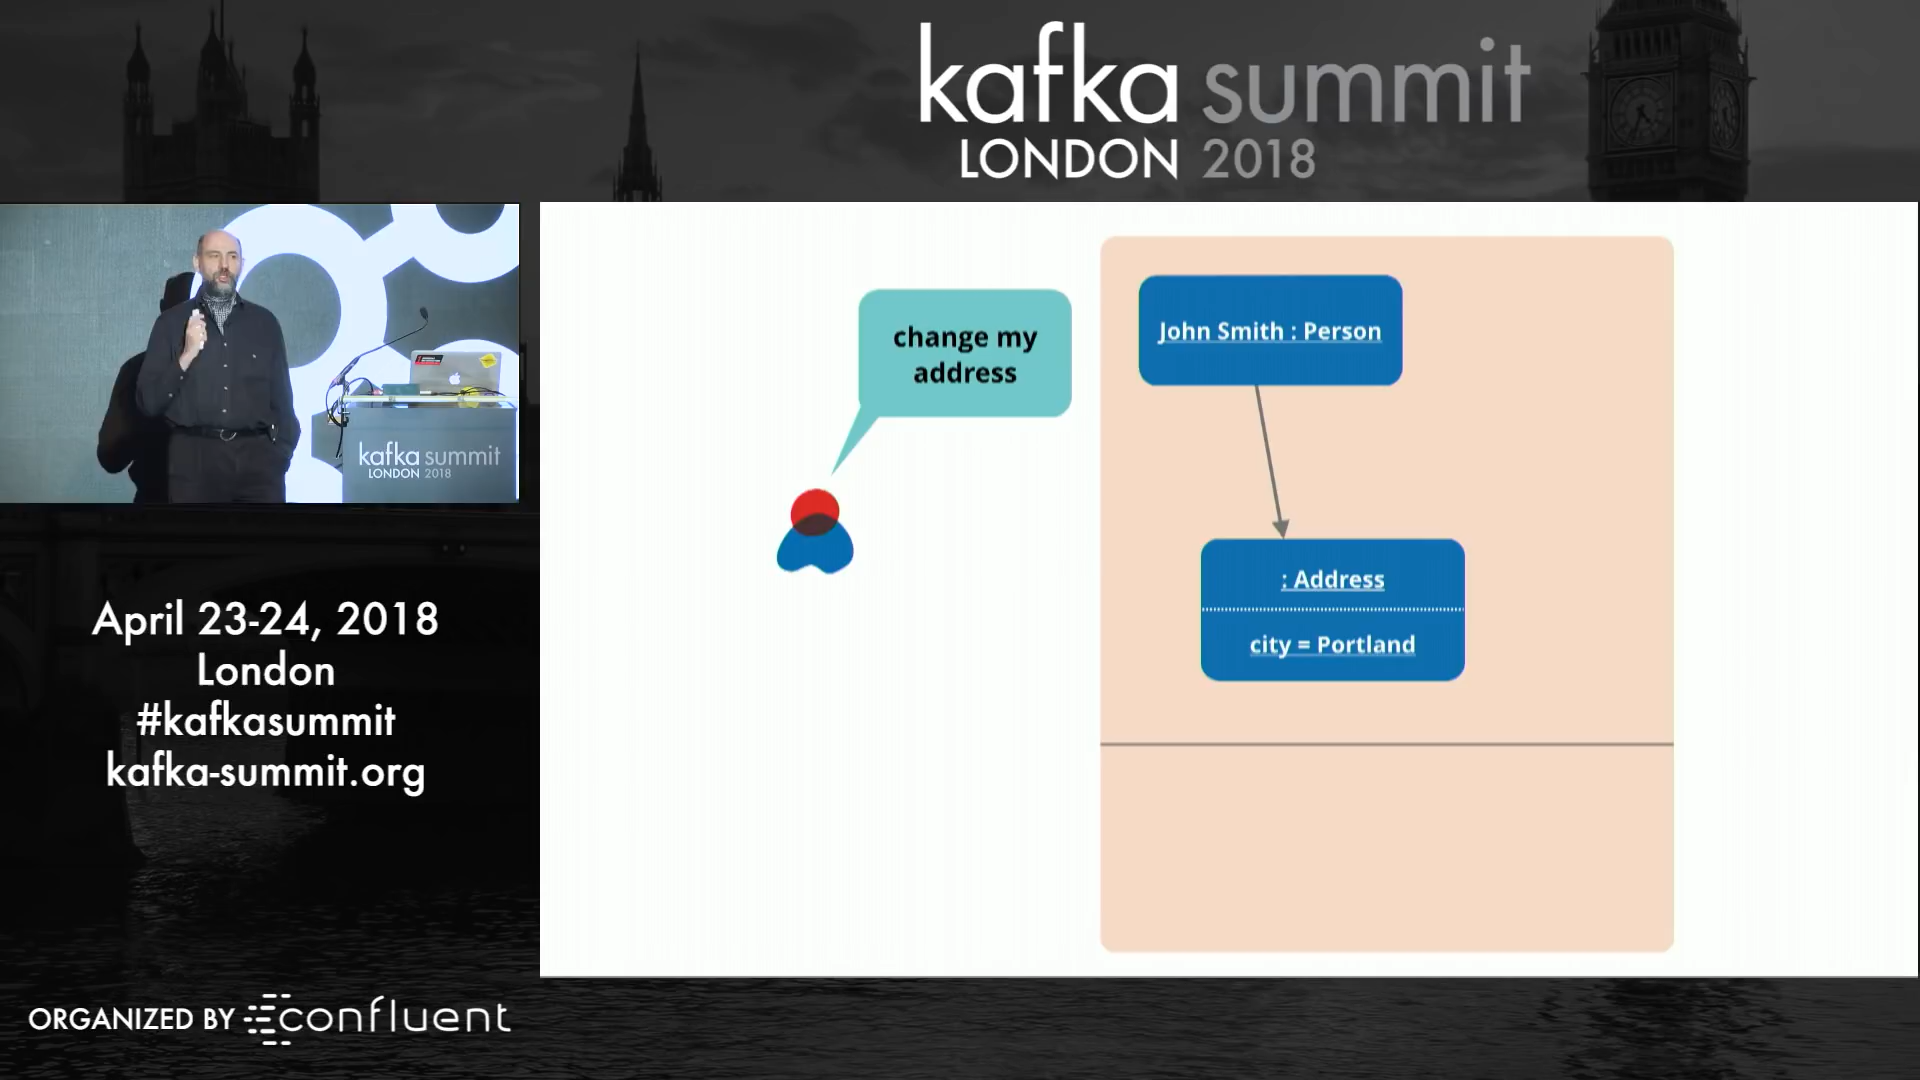 kafka summit
LONDON 2018
change my
address
John Smith : Person
: Address
city = Portland
kafka summit
LONDON 2018
April 23-24, 2018
London
#kafkasummit
kafka-summit.org
ORGANIZED BY confluent